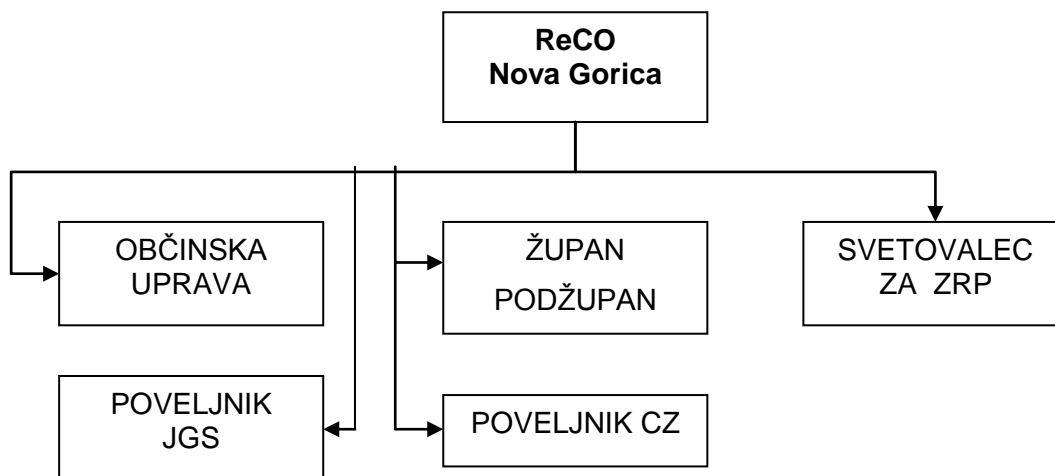 ReCO
Nova Gorica
OBČINSKA
UPRAVA
ŽUPAN
PODŽUPAN
SVETOVALEC
ZA ZRP
POVELJNIK
JGS
POVELJNIK CZ